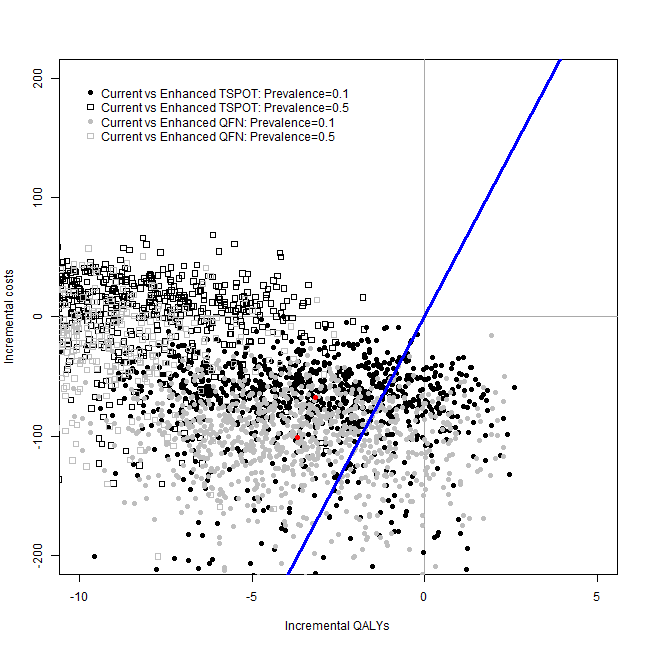 200
100
0
-100
-200
Incremental costs
Current vs Enhanced TSPOT: Prevalence=0.1
Current vs Enhanced TSPOT: Prevalence=0.5
Current vs Enhanced QFN: Prevalence=0.1
Current vs Enhanced QFN: Prevalence=0.5
-10 -5 0 5
Incremental QALYs